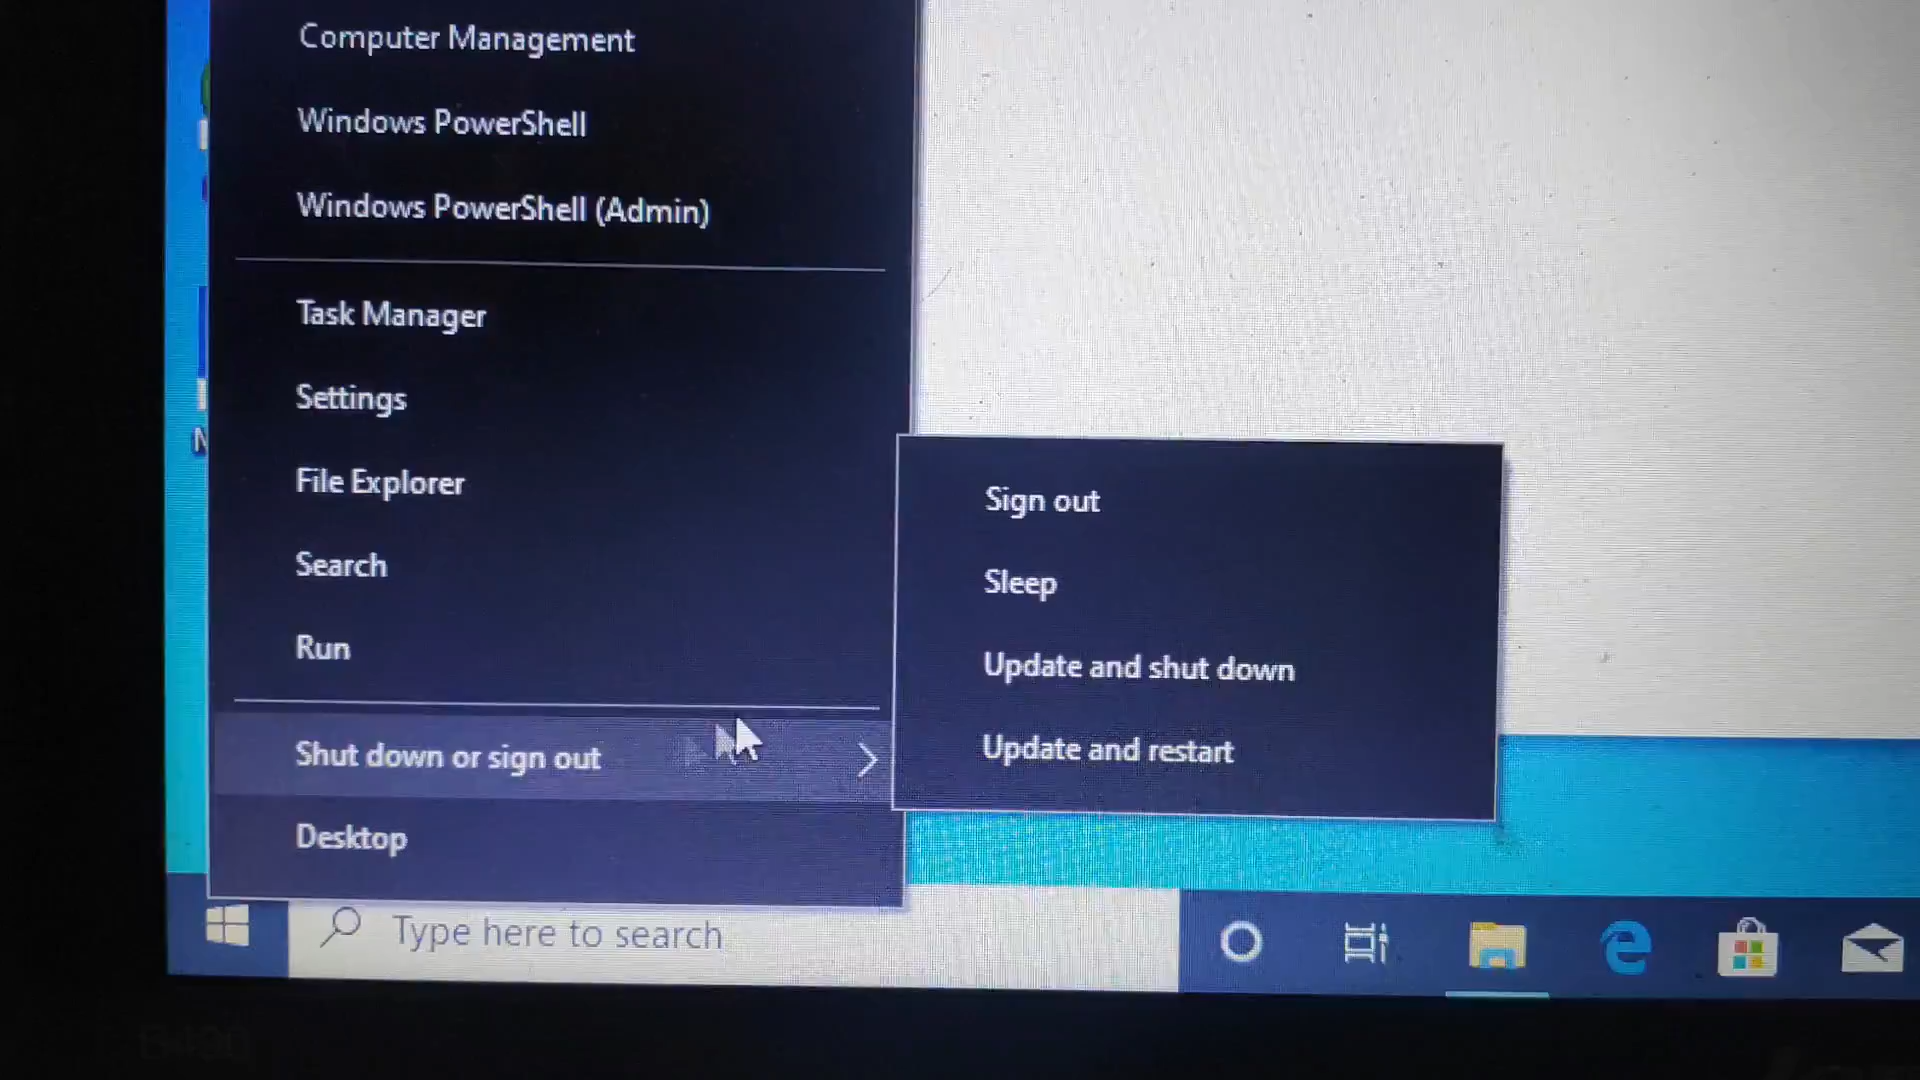 Computer Management
Windows PowerShell
Windows PowerShell (Admin)
Task Manager
Settings
File Explorer
Search
Run
Shut down or sign out
Desktop
Sign out
Sleep
Update and shut down
Update and restart
N
Type here to search